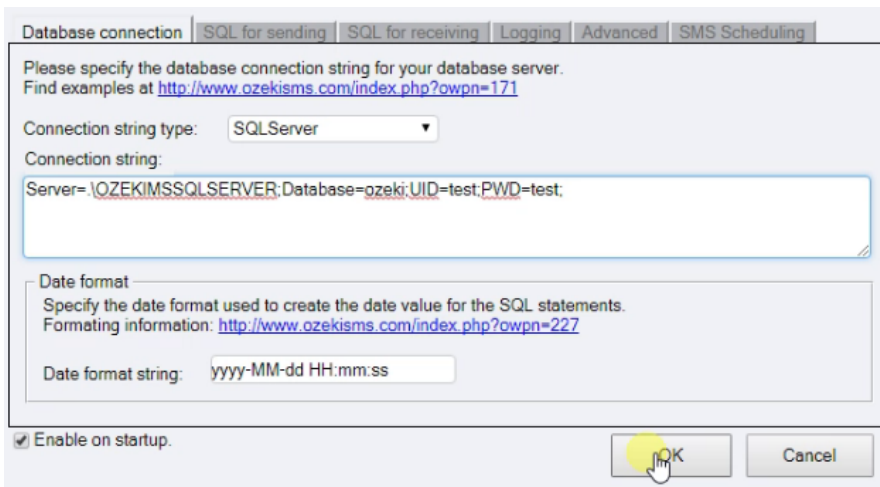 Database connection SQL for sending SQL for receiving Logging Advanced SMS Scheduling
Please specify the database connection string for your database server.
Find examples at http://www.ozekisms.com/index.php?owpn=171
Connection string type: SQLServer
Connection string:
Server=.\OZEKIMSSQLSERVER;Database=ozeki;UID=test;PWD=test;
Date format
Specify the date format used to create the date value for the SQL statements.
Formating information: http://www.ozekisms.com/index.php?owpn=227
Date format string: yyyy-MM-dd HH:mm:ss
Enable on startup.
OK Cancel